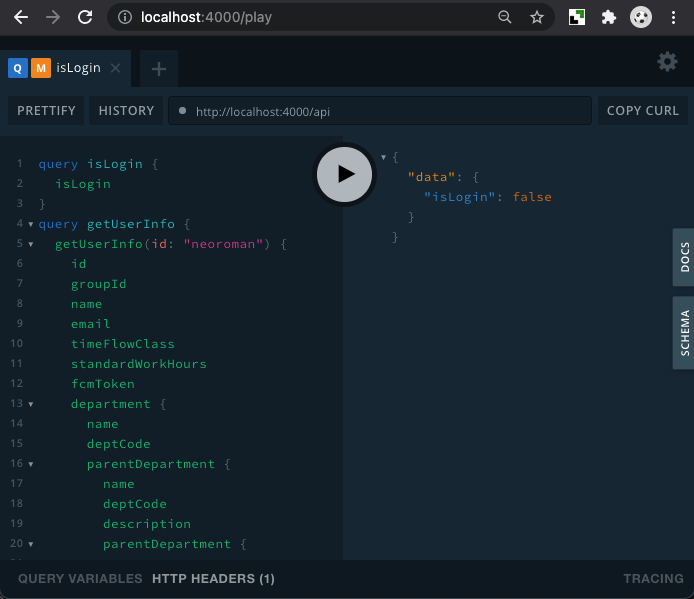 localhost:4000/play
Q M isLogin
PRETTIFY HISTORY http://localhost:4000/api COPY CURL
1 query isLogin {
2 isLogin
3 }
4 query getUserInfo {
5 getUserInfo(id: "neoroman") {
6 id
7 groupId
8 name
9 email
10 timeFlowClass
11 standardWorkHours
12 fcmToken
13 department {
14 name
15 deptCode
16 parentDepartment {
17 name
18 deptCode
19 description
20 parentDepartment {
{
"data": {
"isLogin": false
}
}
DOCS
SCHEMA
QUERY VARIABLES HTTP HEADERS (1) TRACING